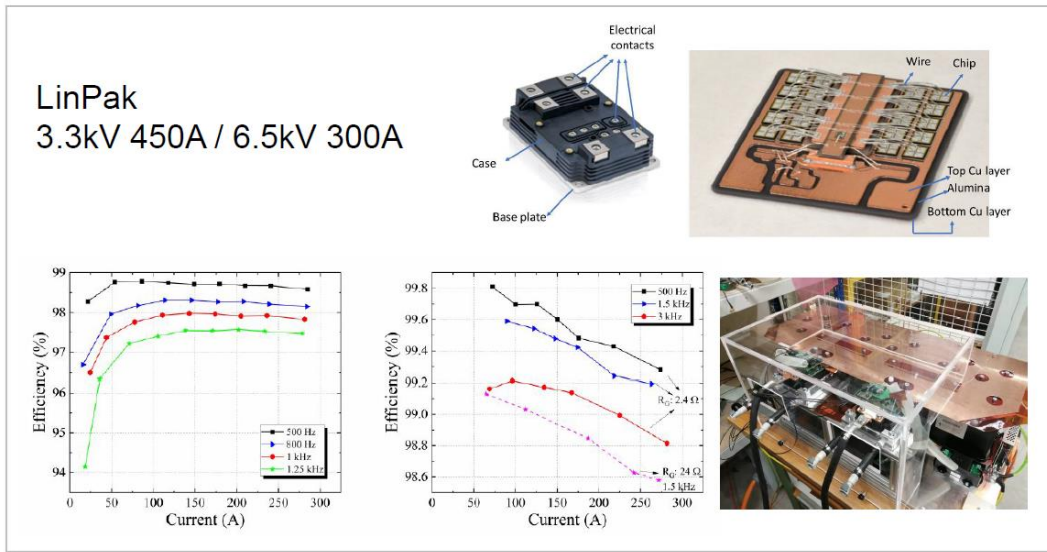 LinPak
3.3kV 450A / 6.5kV 300A
Electrical
contacts
Case
Base plate
Wire
Chip
Top Cu layer
Alumina
Bottom Cu layer
99
98
97
96
95
94
Efficiency (%)
500 Hz
800 Hz
1 kHz
1.25 kHz
0 50 100 150 200 250 300
Current (A)
99.8
99.6
99.4
99.2
99.0
98.8
98.6
Efficiency (%)
500 Hz
1.5 kHz
3 kHz
R_G: 2.4 Ω
R_G: 24 Ω
1.5 kHz
0 50 100 150 200 250 300
Current (A)